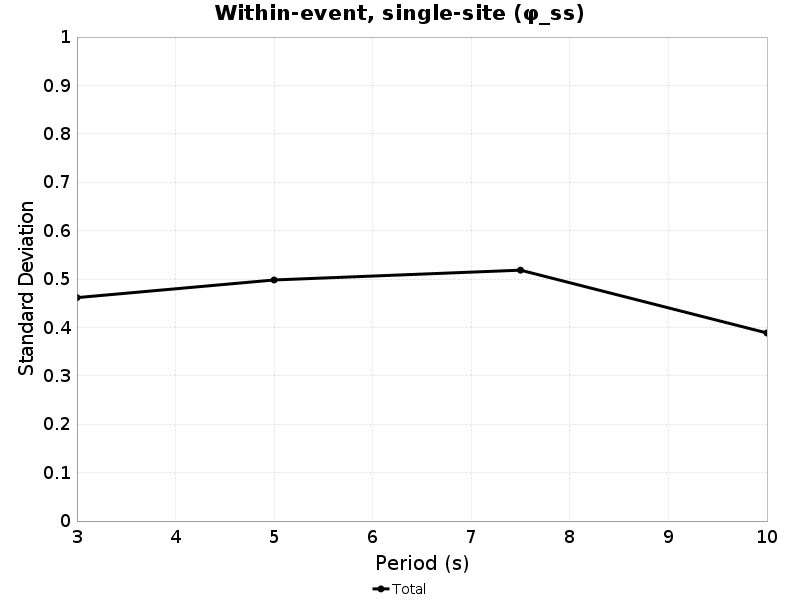 Within-event, single-site (φ_ss)
1
0.9
0.8
0.7
0.6
0.5
0.4
0.3
0.2
0.1
0
Standard Deviation
3 4 5 6 7 8 9 10
Period (s)
Total